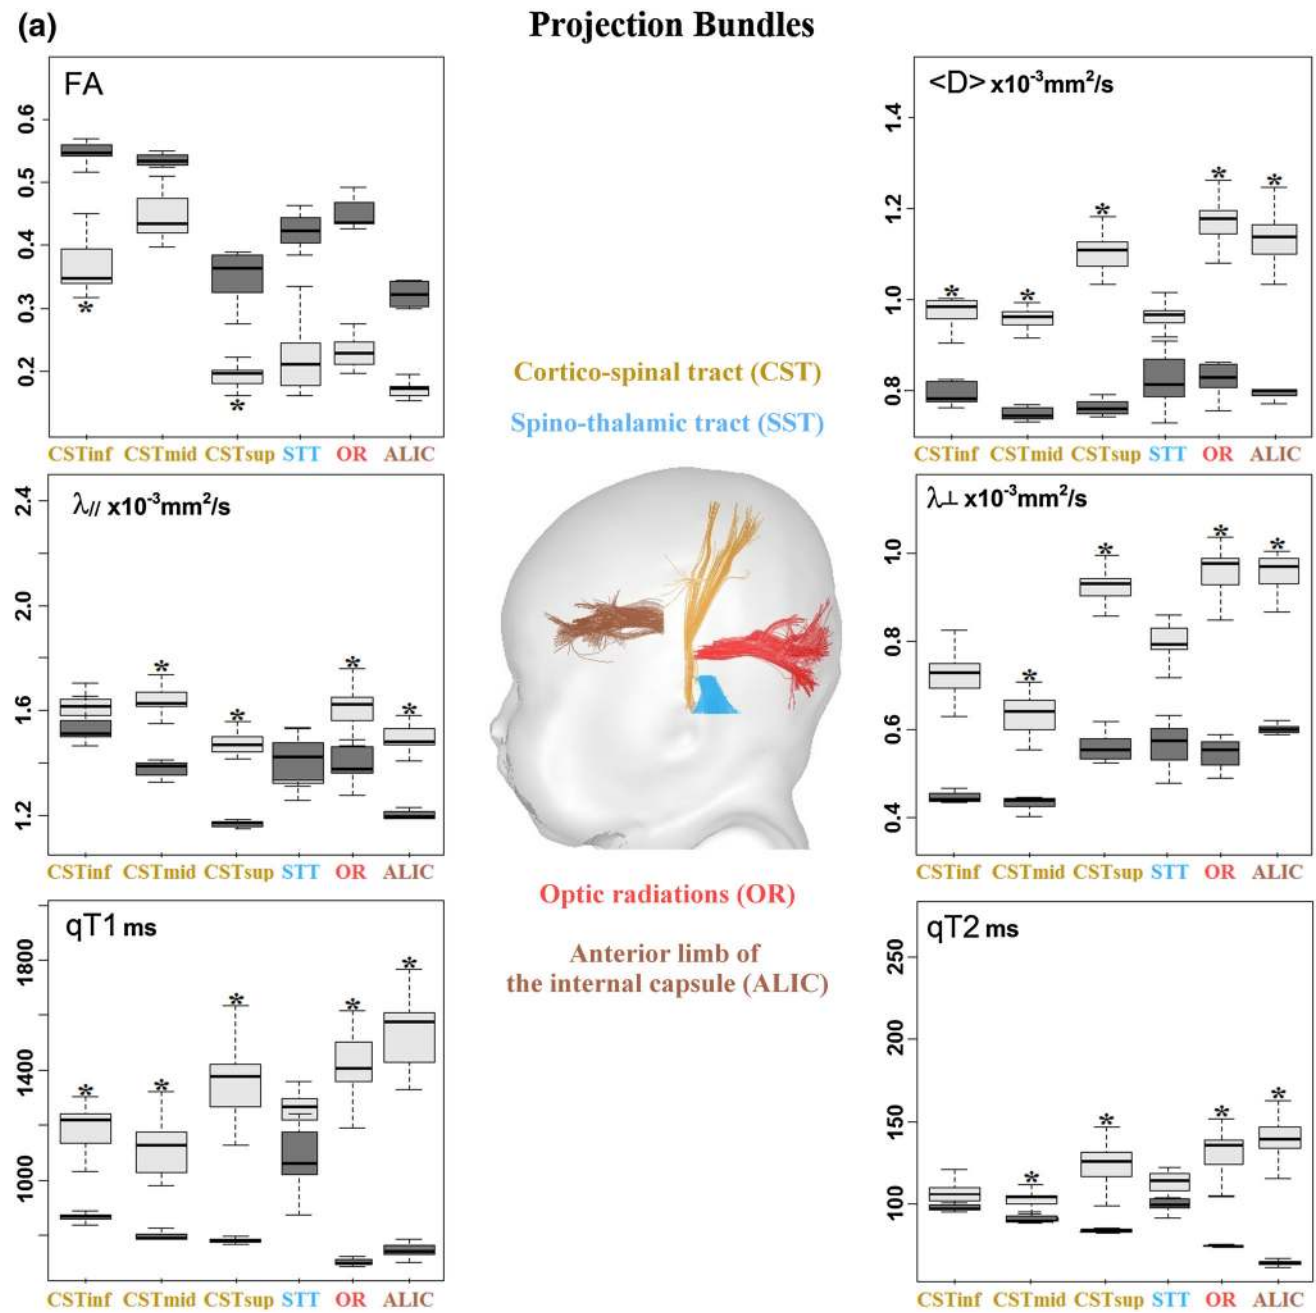 (a)
Projection Bundles
FA
0.6
0.5
0.4
0.3
0.2
*
*
CSTinf CSTmid CSTsup STT OR ALIC
<D> x10⁻³mm²/s
1.4
1.2
1.0
0.8
* * * * *
CSTinf CSTmid CSTsup STT OR ALIC
Cortico-spinal tract (CST)
Spino-thalamic tract (SST)
λ// x10⁻³mm²/s
2.4
2.0
1.6
1.2
* * * *
CSTinf CSTmid CSTsup STT OR ALIC
λ⊥ x10⁻³mm²/s
1.0
0.8
0.6
0.4
* * * *
CSTinf CSTmid CSTsup STT OR ALIC
Optic radiations (OR)
Anterior limb of
the internal capsule (ALIC)
qT1 ms
1800
1400
1000
* * * * *
CSTinf CSTmid CSTsup STT OR ALIC
qT2 ms
250
200
150
100
* * * *
CSTinf CSTmid CSTsup STT OR ALIC